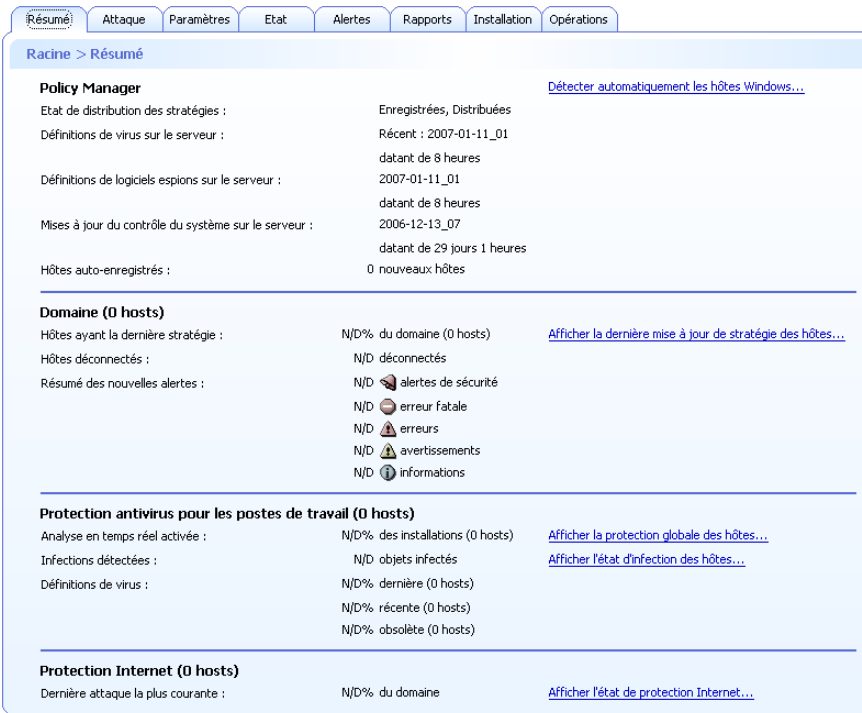 Résumé Attaque Paramètres Etat Alertes Rapports Installation Opérations
Racine > Résumé
Policy Manager Détecter automatiquement les hôtes Windows...
Etat de distribution des stratégies : Enregistrées, Distribuées
Définitions de virus sur le serveur : Récent : 2007-01-11_01
datant de 8 heures
Définitions de logiciels espions sur le serveur : 2007-01-11_01
datant de 8 heures
Mises à jour du contrôle du système sur le serveur : 2006-12-13_07
datant de 29 jours 1 heures
Hôtes auto-enregistrés : 0 nouveaux hôtes
Domaine (0 hosts)
Hôtes ayant la dernière stratégie : N/D% du domaine (0 hosts) Afficher la dernière mise à jour de stratégie des hôtes...
Hôtes déconnectés : N/D déconnectés
Résumé des nouvelles alertes : N/D alertes de sécurité
N/D erreur fatale
N/D erreurs
N/D avertissements
N/D informations
Protection antivirus pour les postes de travail (0 hosts)
Analyse en temps réel activée : N/D% des installations (0 hosts) Afficher la protection globale des hôtes...
Infections détectées : N/D objets infectés Afficher l'état d'infection des hôtes...
Définitions de virus : N/D% dernière (0 hosts)
N/D% récente (0 hosts)
N/D% obsolète (0 hosts)
Protection Internet (0 hosts)
Dernière attaque la plus courante : N/D% du domaine Afficher l'état de protection Internet...